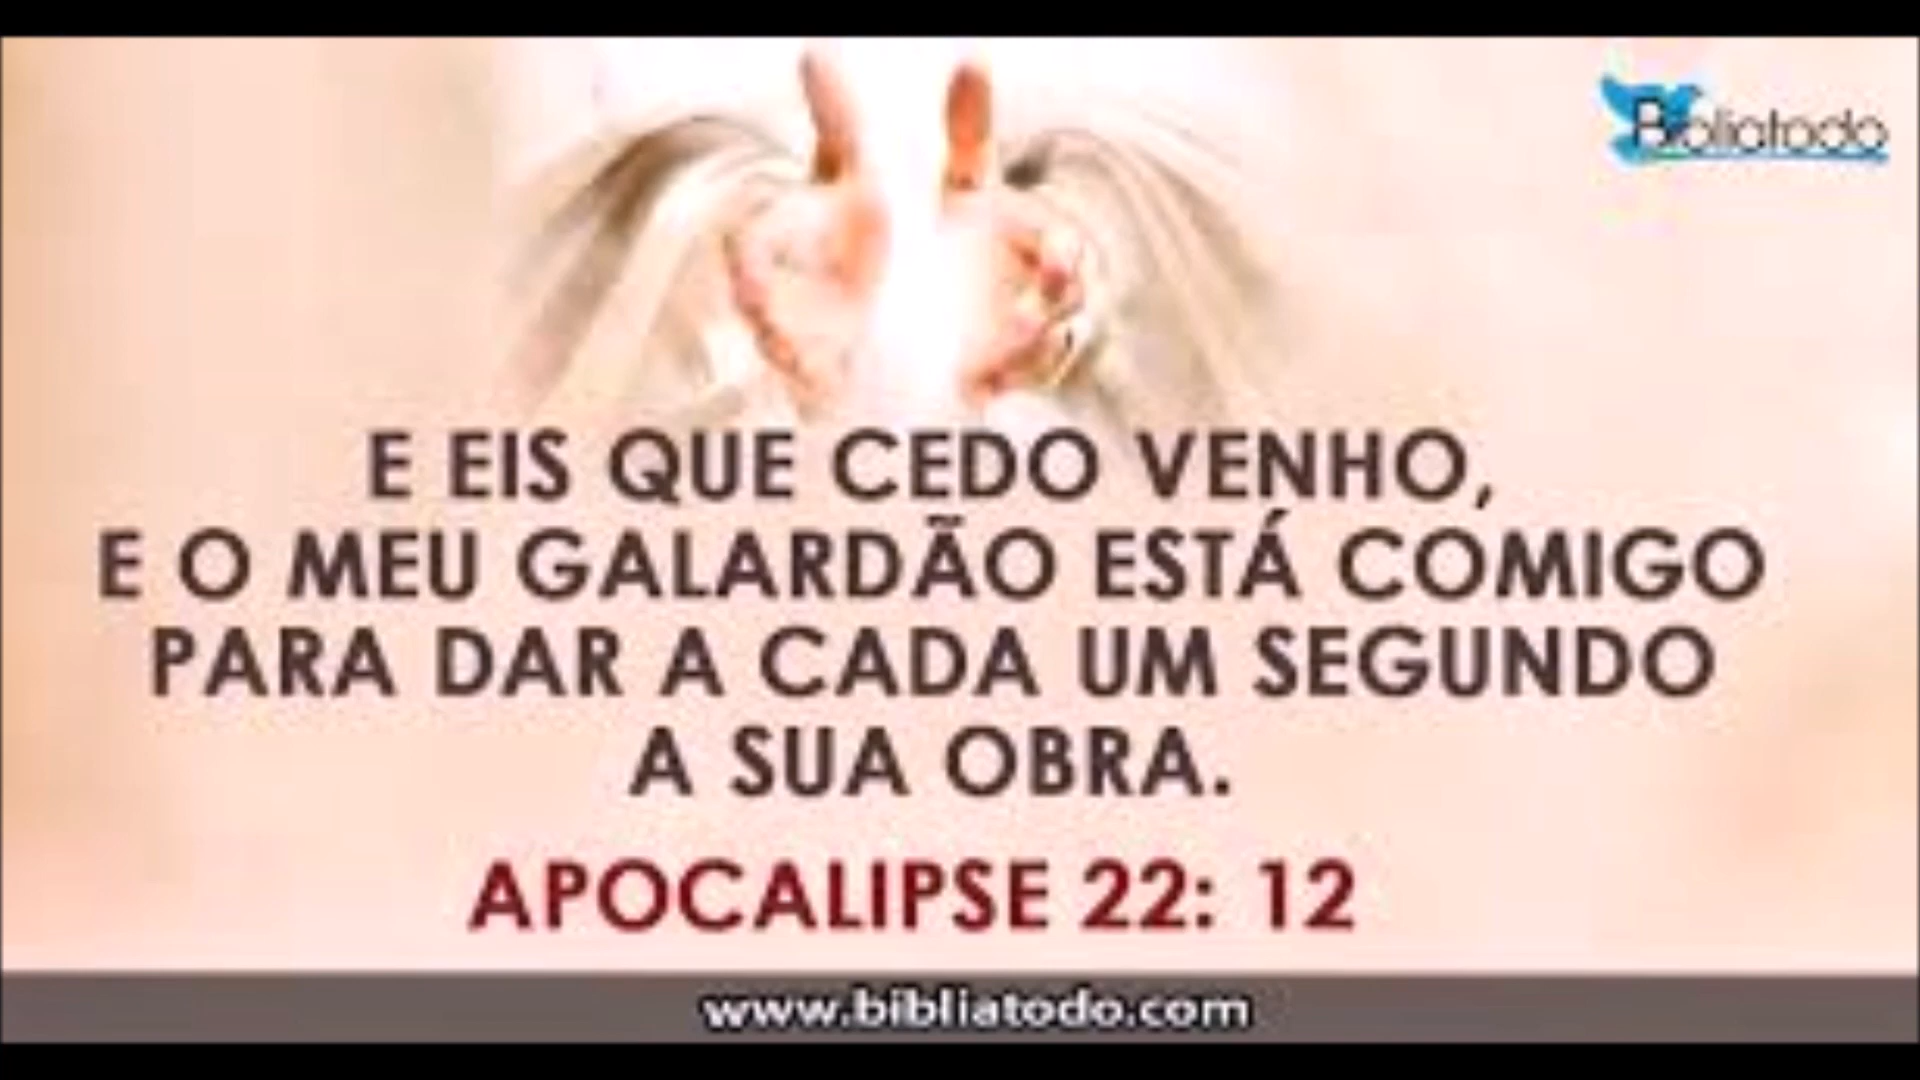 Bibliatodo
E EIS QUE CEDO VENHO,
E O MEU GALARDÃO ESTÁ COMIGO
PARA DAR A CADA UM SEGUNDO
A SUA OBRA.
APOCALIPSE 22: 12
www.bibliatodo.com